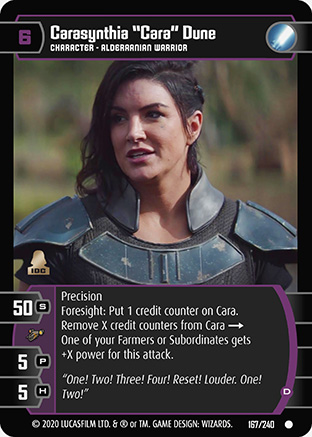 6
Carasynthia "Cara" Dune
CHARACTER - ALDERAANIAN WARRIOR
IBC
50 S
Precision
Foresight: Put 1 credit counter on Cara.
Remove X credit counters from Cara →
One of your Farmers or Subordinates gets
+X power for this attack.
5 P
5 H
"One! Two! Three! Four! Reset! Louder. One!
Two!"
D
© 2020 LUCASFILM LTD. & ® or TM. GAME DESIGN: WIZARDS.
167/240